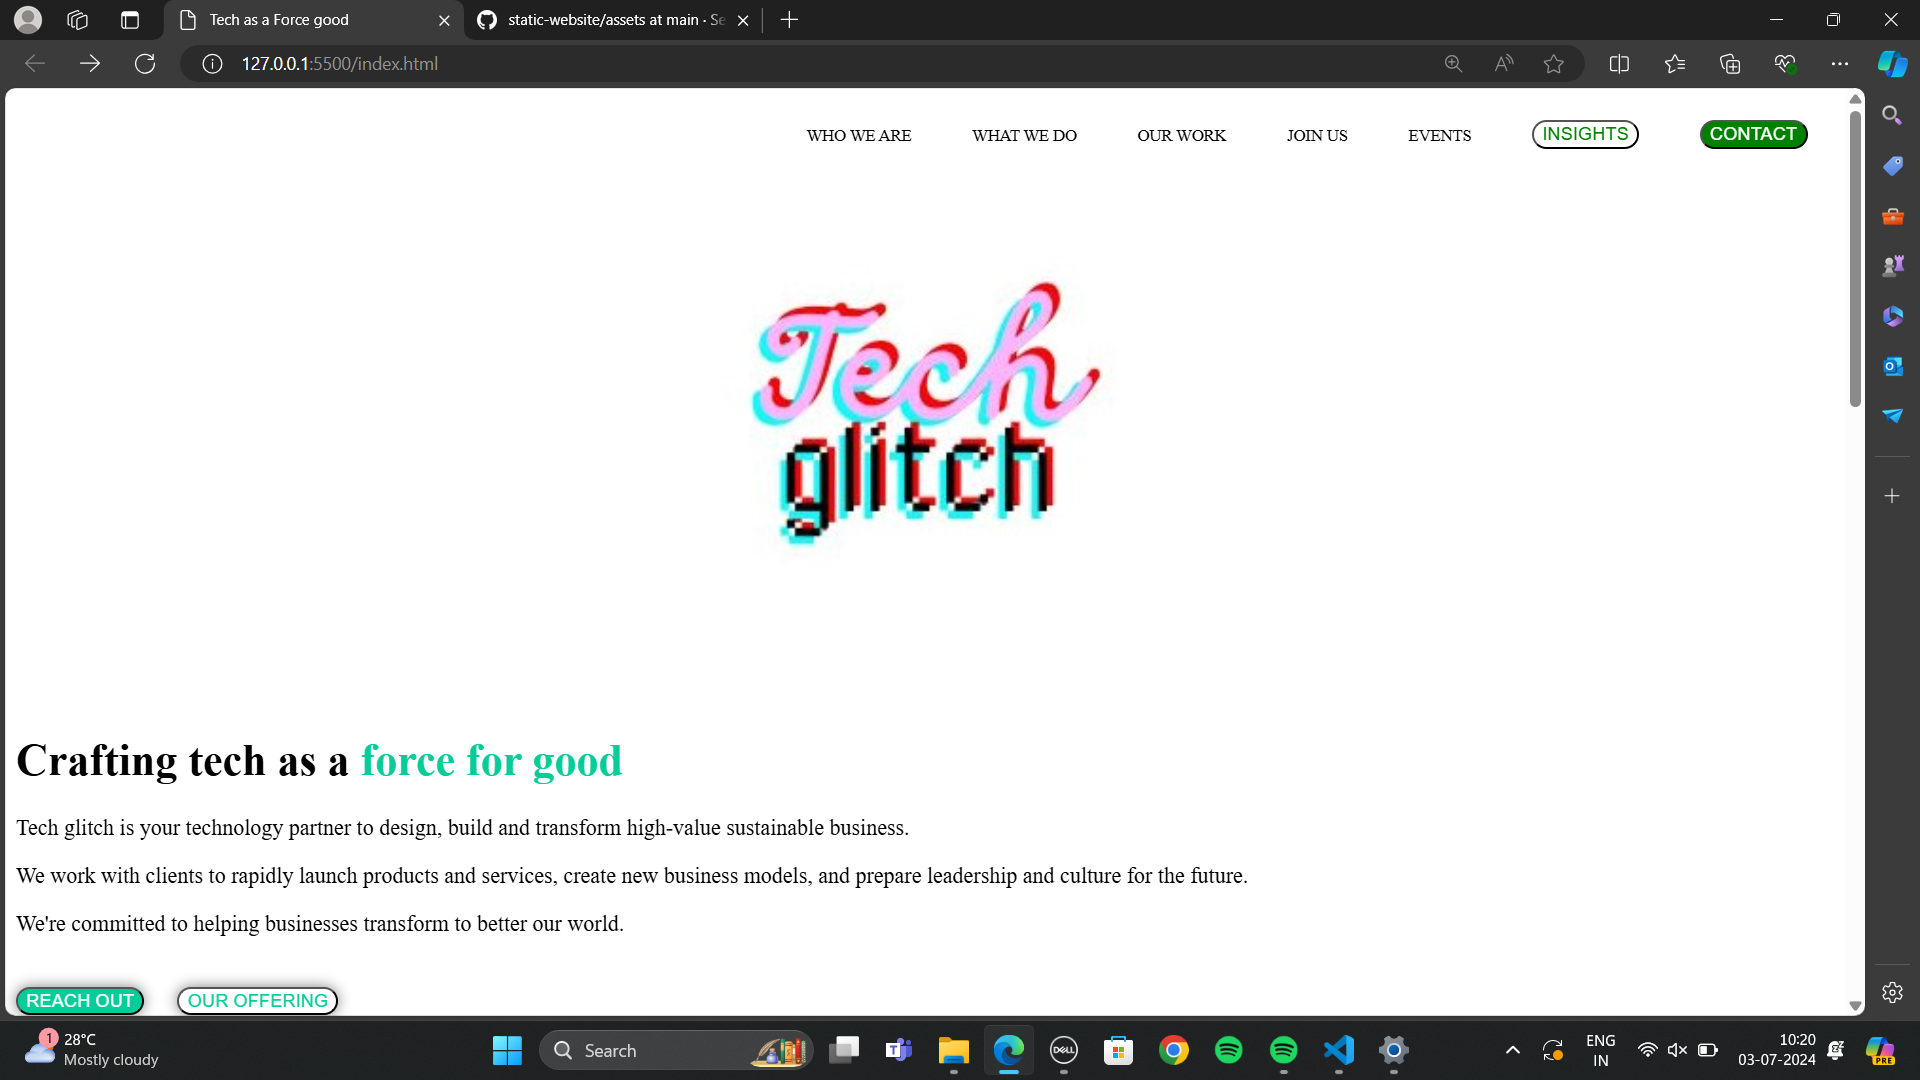 Tech as a Force good
static-website/assets at main · Se
127.0.0.1:5500/index.html
WHO WE ARE
WHAT WE DO
OUR WORK
JOIN US
EVENTS
INSIGHTS
CONTACT
Tech
glitch
Crafting tech as a force for good
Tech glitch is your technology partner to design, build and transform high-value sustainable business.
We work with clients to rapidly launch products and services, create new business models, and prepare leadership and culture for the future.
We're committed to helping businesses transform to better our world.
REACH OUT
OUR OFFERING
1
28°C
Mostly cloudy
Search
DELL
ENG
IN
10:20
03-07-2024
PRE